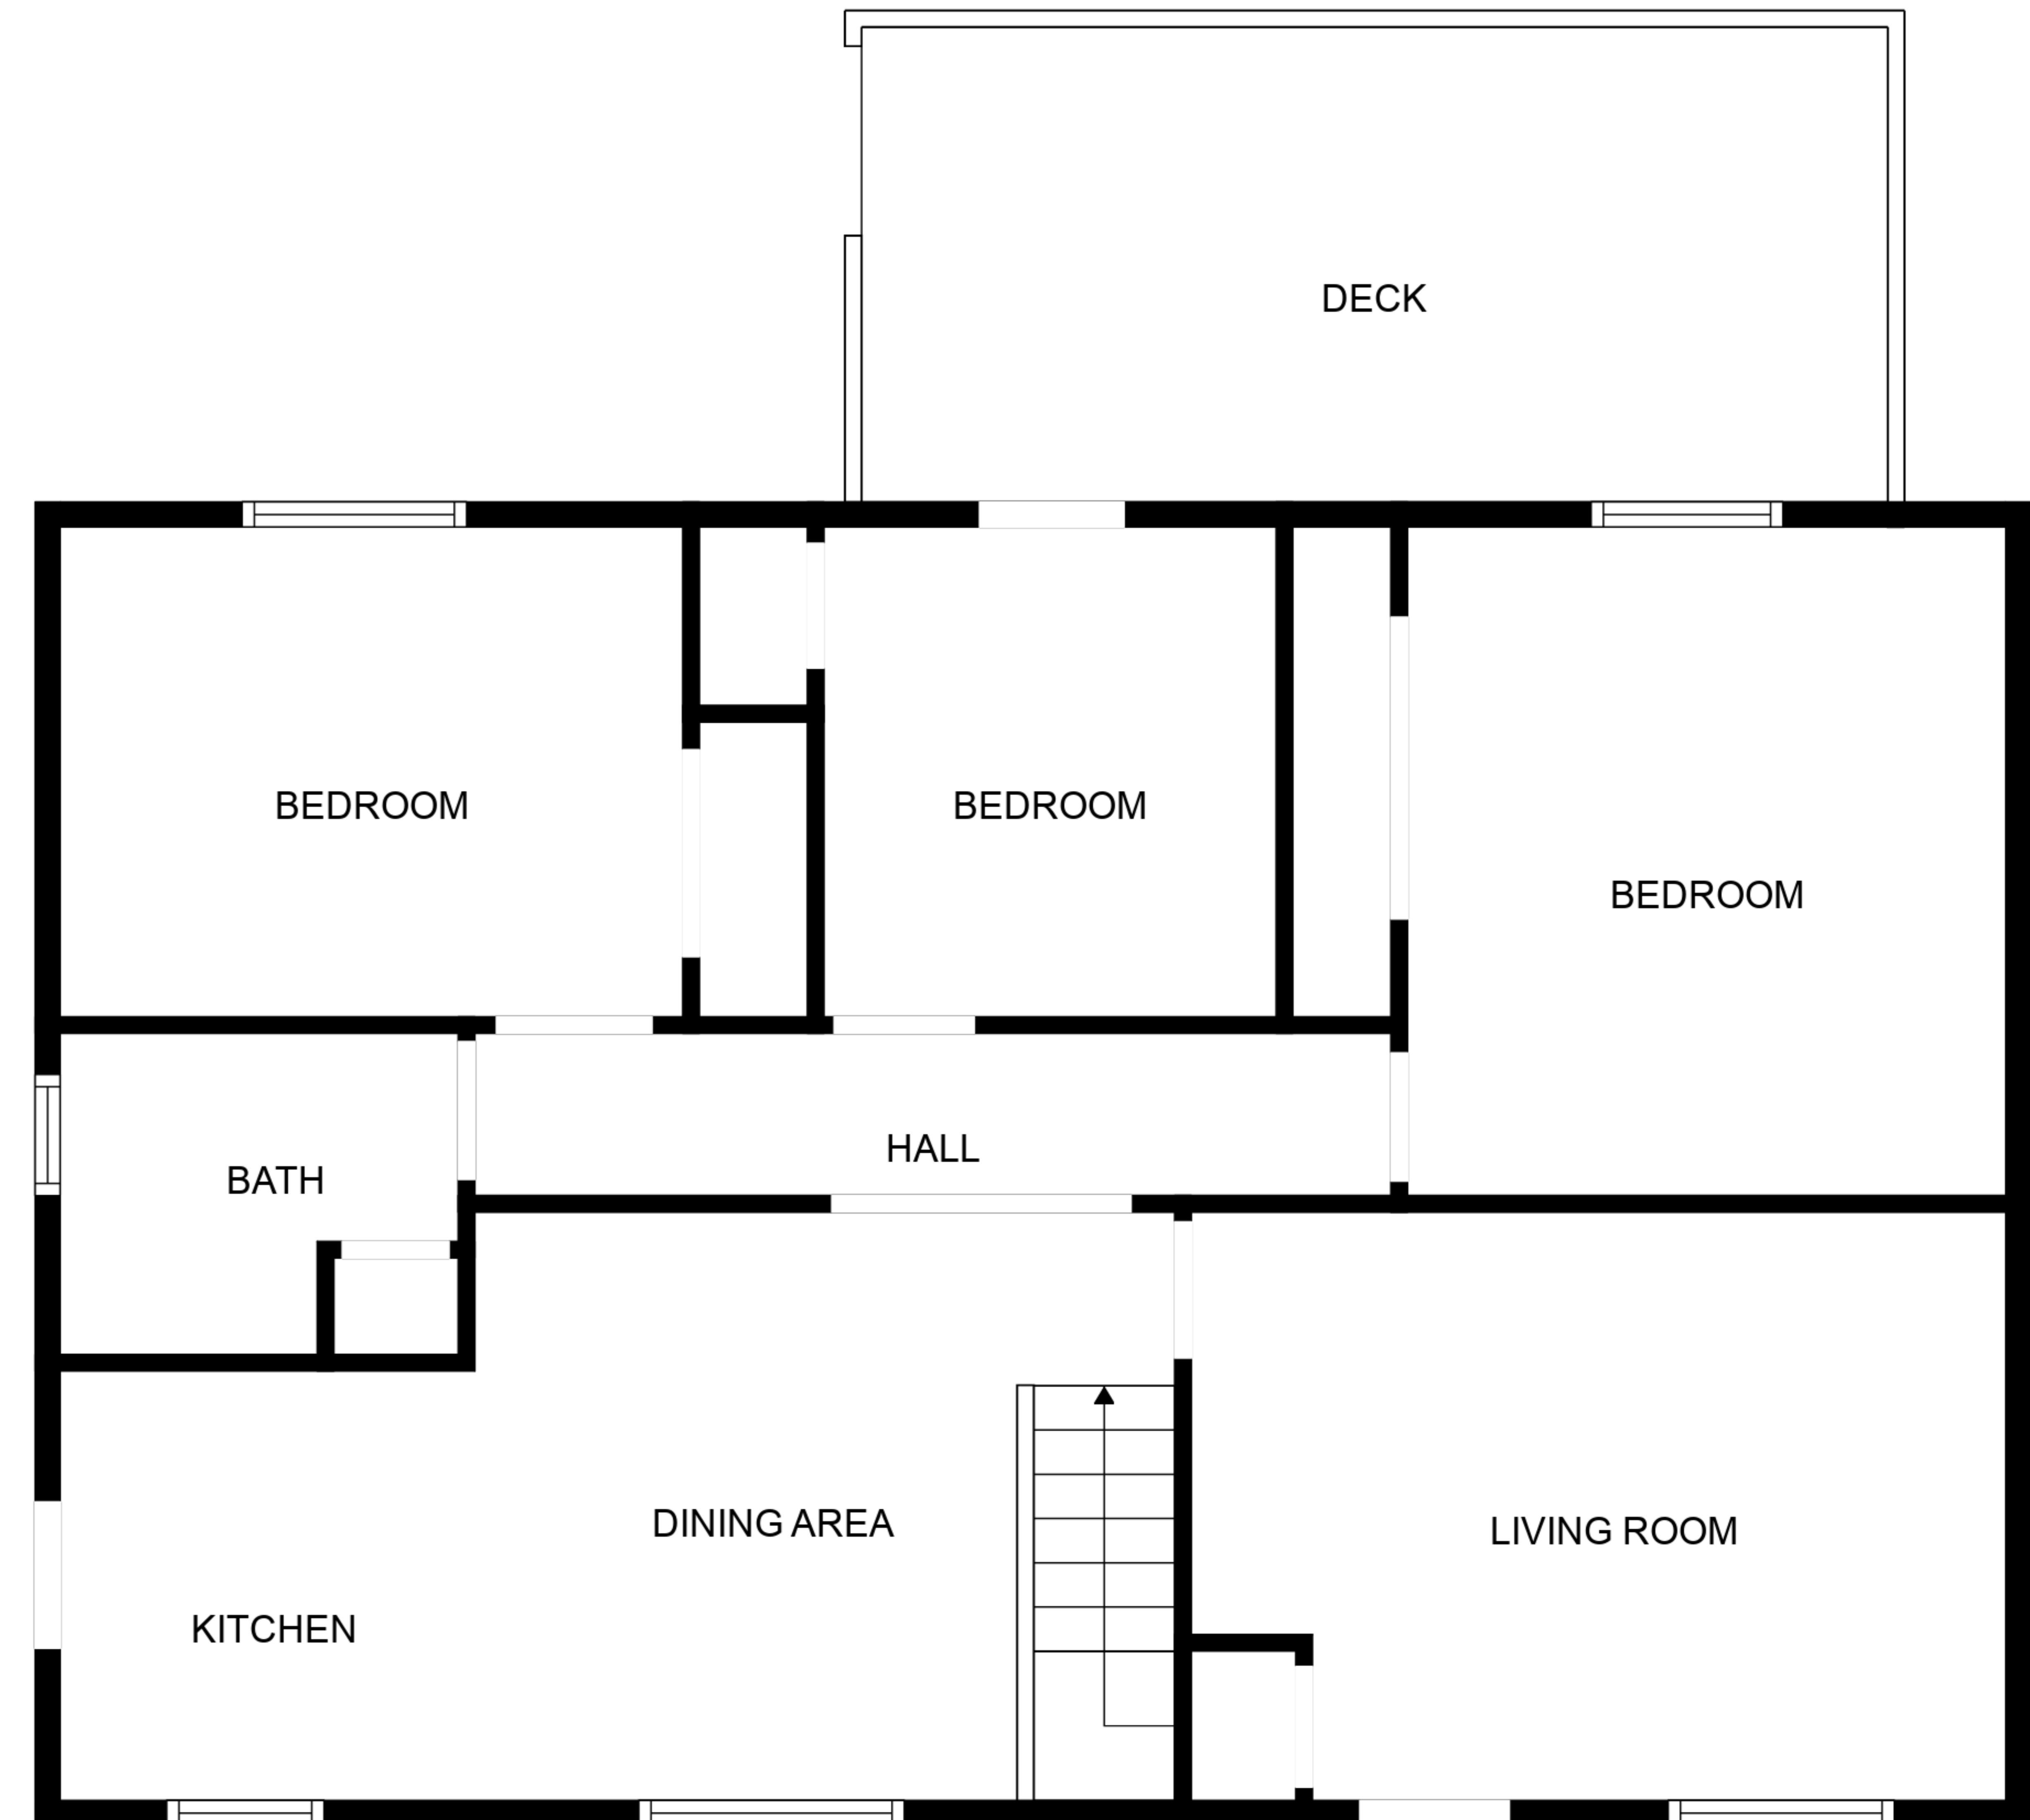 DECK
BEDROOM
BEDROOM
BEDROOM
HALL
BATH
DINING AREA
LIVING ROOM
KITCHEN